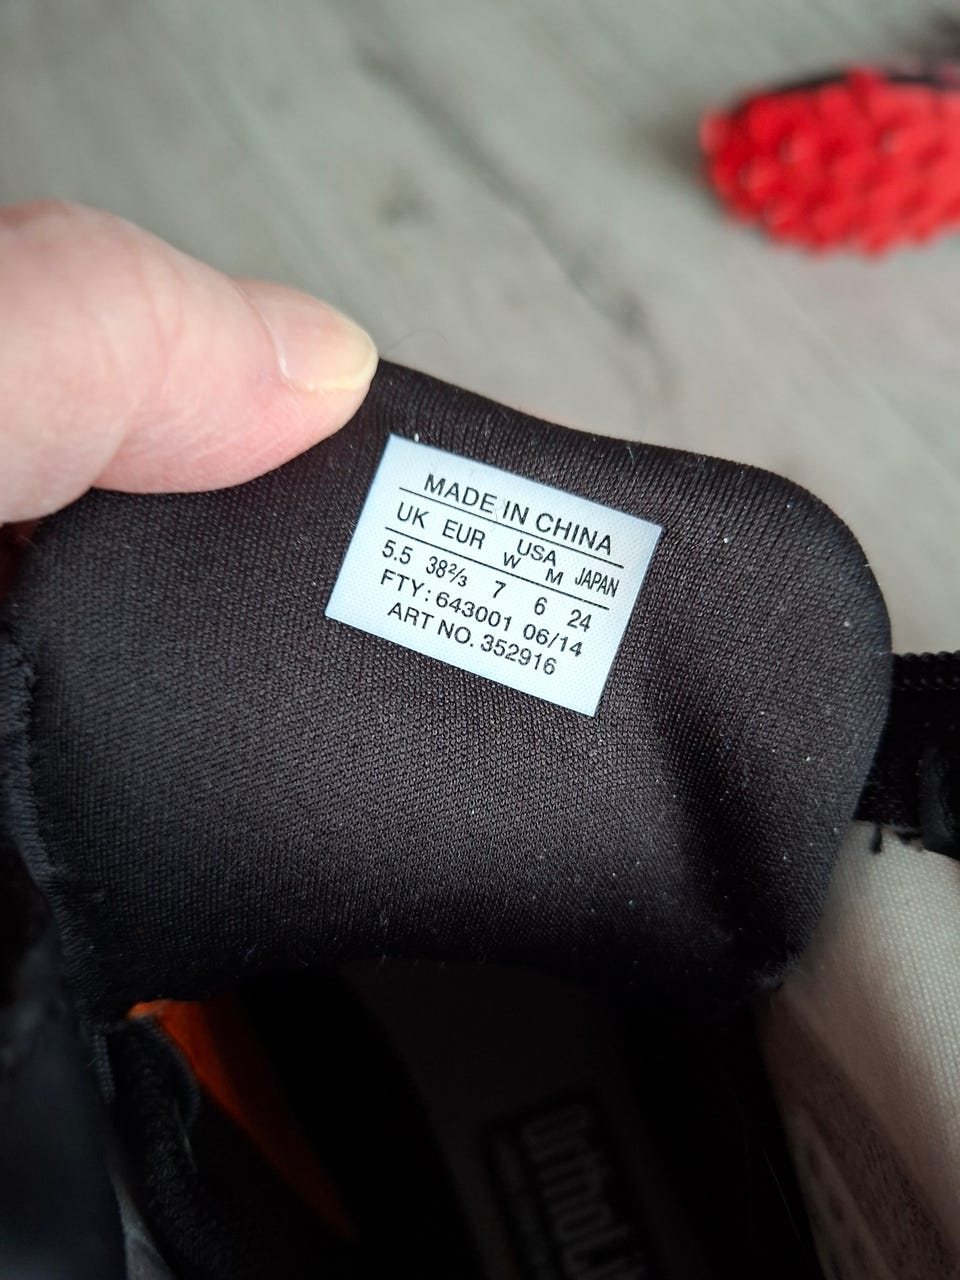 MADE IN CHINA
UK EUR USA JAPAN
W M
5.5 38⅔ 7 6 24
FTY: 643001 06/14
ART NO. 352916